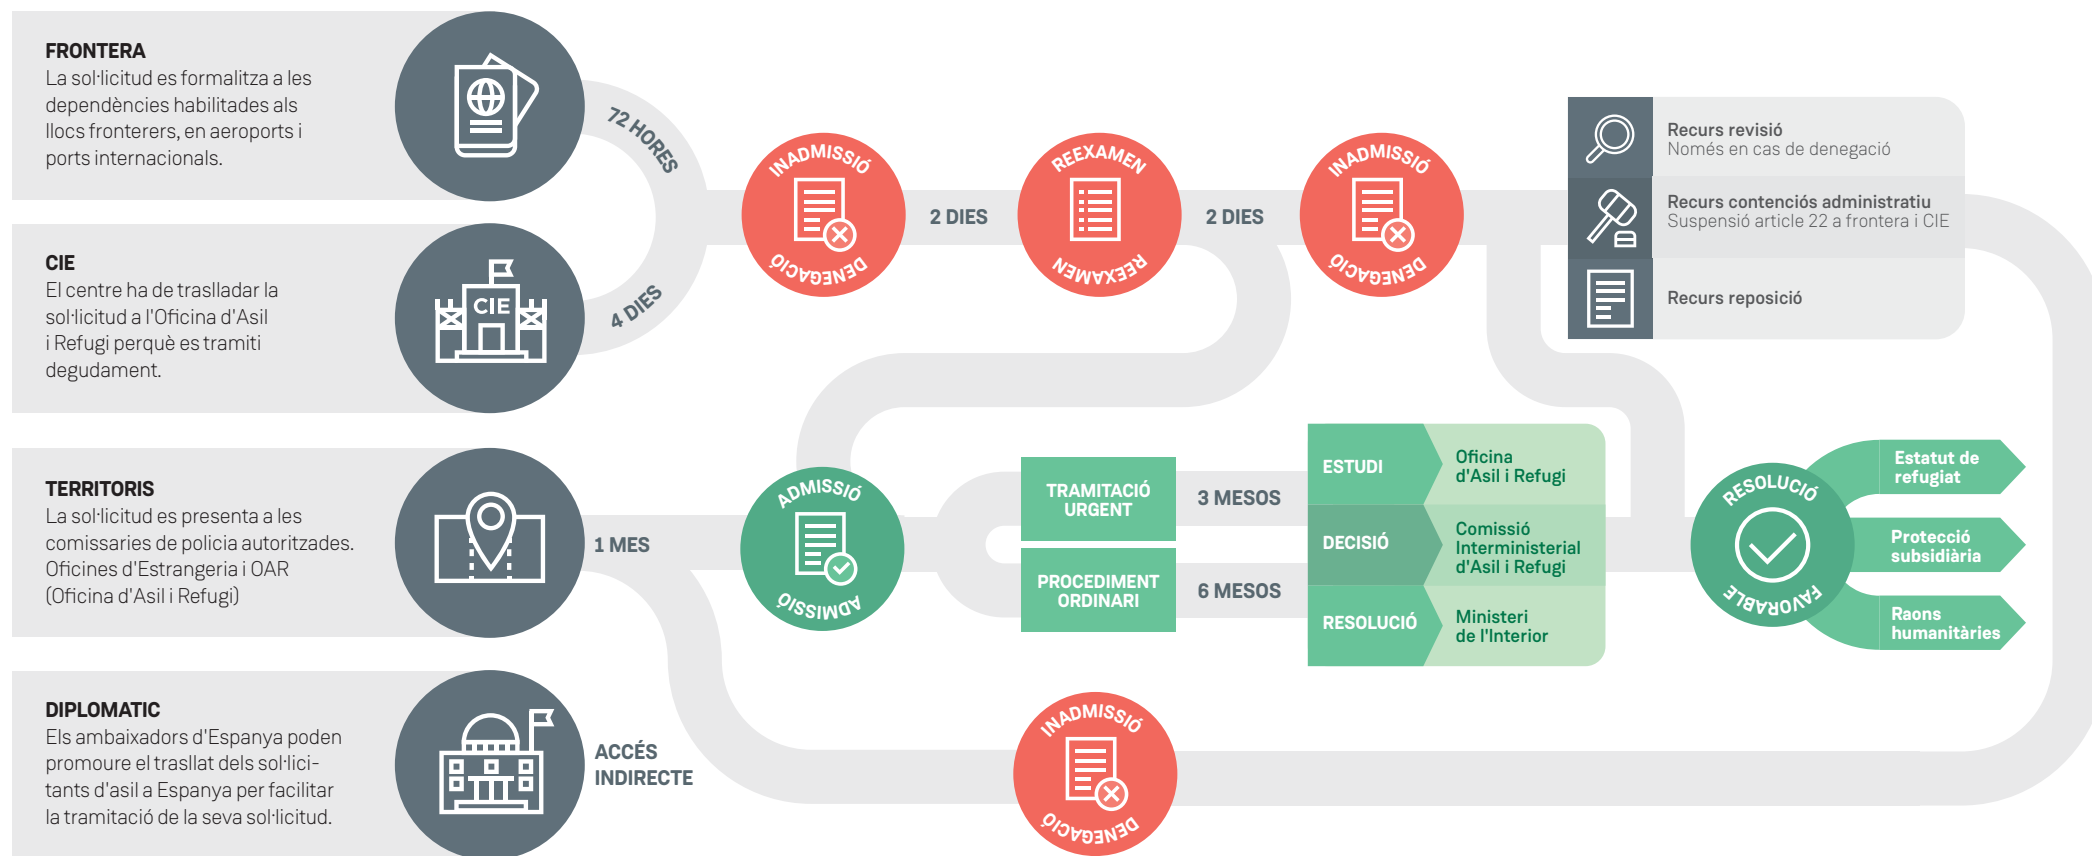 FRONTERA
La sol·licitud es formalitza a les
dependències habilitades als
llocs fronterers, en aeroports i
ports internacionals.
72 HORES
CIE
El centre ha de traslladar la
sol·licitud a l'Oficina d'Asil
i Refugi perquè es tramiti
degudament.
CIE
4 DIES
INADMISSIÓ
DENEGACIÓ
2 DIES
REEXAMEN
REEXAMEN
2 DIES
INADMISSIÓ
DENEGACIÓ
Recurs revisió
Només en cas de denegació
Recurs contenciós administratiu
Suspensió article 22 a frontera i CIE
Recurs reposició
TERRITORIS
La sol·licitud es presenta a les
comissaries de policia autoritzades.
Oficines d'Estrangeria i OAR
(Oficina d'Asil i Refugi)
1 MES
ADMISSIÓ
ADMISSIÓ
TRAMITACIÓ
URGENT
3 MESOS
PROCEDIMENT
ORDINARI
6 MESOS
ESTUDI
Oficina
d'Asil i Refugi
DECISIÓ
Comissió
Interministerial
d'Asil i Refugi
RESOLUCIÓ
Ministeri
de l'Interior
RESOLUCIÓ
FAVORABLE
Estatut de
refugiat
Protecció
subsidiària
Raons
humanitàries
DIPLOMATIC
Els ambaixadors d'Espanya poden
promoure el trasllat dels sol·lici-
tants d'asil a Espanya per facilitar
la tramitació de la seva sol·licitud.
ACCÉS
INDIRECTE
INADMISSIÓ
DENEGACIÓ